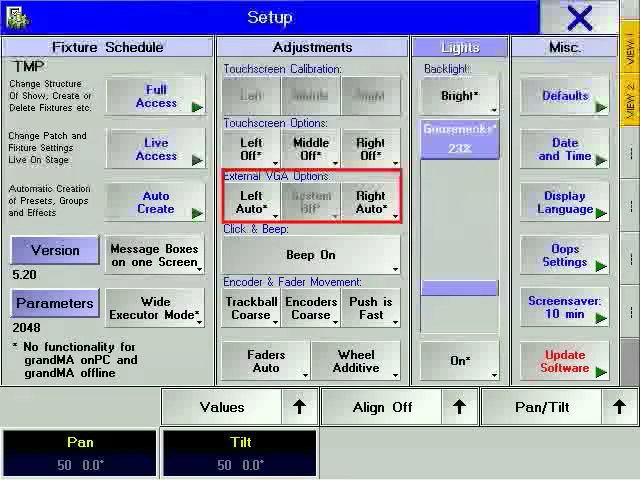 Setup
Fixture Schedule
TMP
Change Structure
Of Show, Create or
Delete Fixtures etc.
Full
Access
Change Patch and
Fixture Settings
Live On Stage
Live
Access
Automatic Creation
of Presets, Groups
and Effects
Auto
Create
Version
5.20
Message Boxes
on one Screen
Parameters
2048
Wide
Executor Mode*
* No functionality for
grandMA onPC and
grandMA offline
Adjustments
Touchscreen Calibration:
Left
Middle
Right
Touchscreen Options:
Left
Off*
Middle
Off*
Right
Off*
External VGA Options:
Left
Auto*
Off*
Right
Auto*
Click & Beep:
Beep On
Encoder & Fader Movement:
Trackball
Coarse
Encoders
Coarse
Push is
Fast
Faders
Auto
Wheel
Additive
Lights
Backlight:
Bright*
Goosenecks*
23%
On*
Misc.
Defaults
Date
and Time
Display
Language
Oops
Settings
Screensaver:
10 min
Update
Software
VIEW 1
VIEW 2
Values
Align Off
Pan/Tilt
Pan
50 0.0*
Tilt
50 0.0*